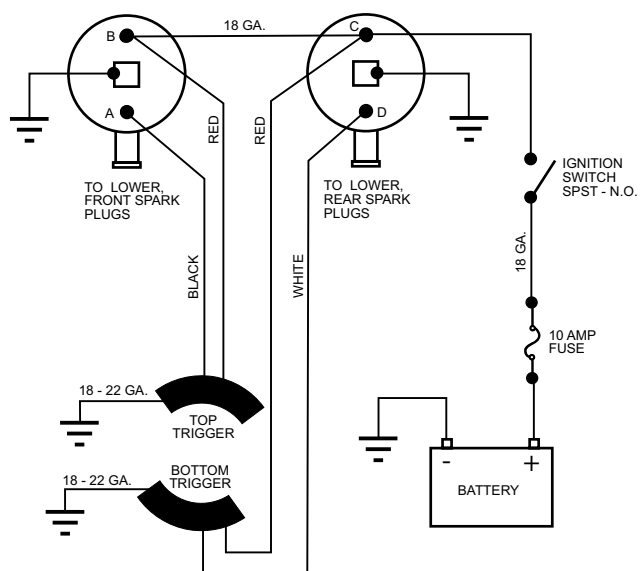 18 GA.
B
C
A
D
RED
RED
TO LOWER,
FRONT SPARK
PLUGS
TO LOWER,
REAR SPARK
PLUGS
IGNITION
SWITCH
SPST - N.O.
18 GA.
BLACK
WHITE
10 AMP
FUSE
18 - 22 GA.
TOP
TRIGGER
BOTTOM
TRIGGER
18 - 22 GA.
- +
BATTERY